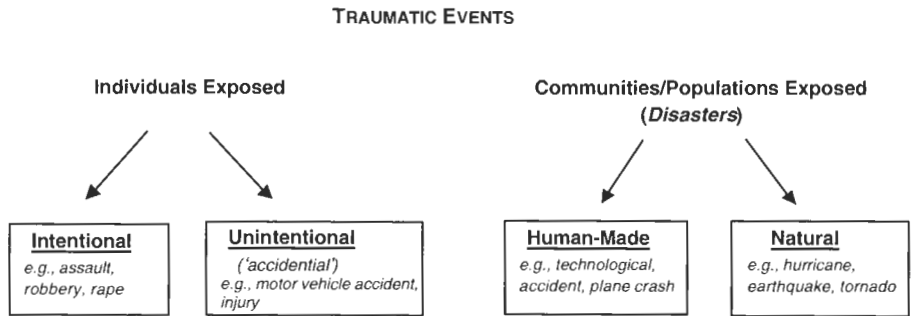 TRAUMATIC EVENTS
Individuals Exposed
Communities/Populations Exposed
(Disasters)
Intentional
e.g., assault,
robbery, rape
Unintentional
('accidential')
e.g., motor vehicle accident,
injury
Human-Made
e.g., technological,
accident, plane crash
Natural
e.g., hurricane,
earthquake, tornado